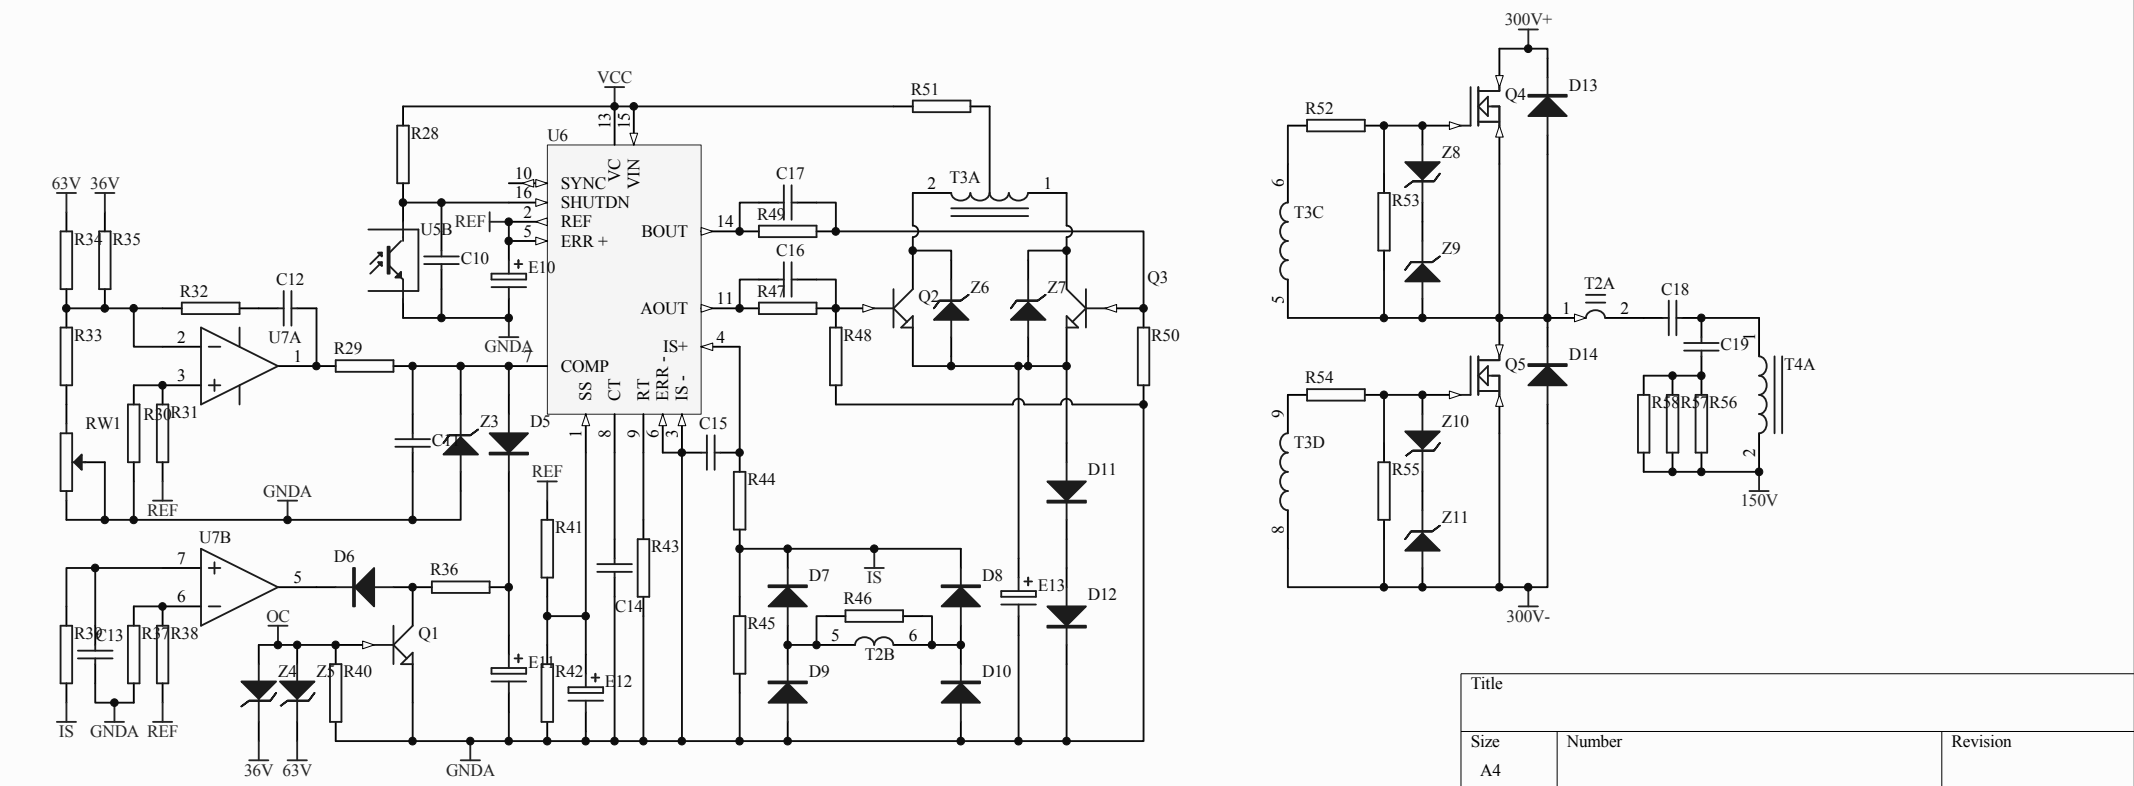 300V+
VCC
R51
D13
Q4
R52
13
15
R28
U6
VC
VIN
10
SYNC
16
SHUTDN
2
REF
REF
5
ERR +
C17
R49
14
BOUT
2
T3A
1
Z8
6
R53
T3C
Z9
5
63V
36V
R34
R35
U5B
C10
E10
C16
R47
11
AOUT
Q2
Z6
Z7
Q3
T2A
1
2
C18
R32
C12
R33
2
U7A
1
R29
3
GNDA
7
COMP
IS+
4
R48
R50
SS
CT
RT
ERR -
IS -
1
8
9
6
3
C15
Q5
D14
C19
1
T4A
R54
R58
R57
R56
2
150V
RW1
R30
R31
REF
GNDA
Z3
D5
REF
R44
D11
9
T3D
Z10
R55
Z11
8
U7B
7
5
6
D6
R36
R41
R43
C14
D7
IS
D8
R46
5
6
T2B
E13
D12
300V-
C13
R37
R38
OC
Q1
Z4
Z5
R40
E11
R42
E12
R45
D9
D10
IS
GNDA
REF
36V
63V
GNDA
Title
Size
Number
Revision
A4